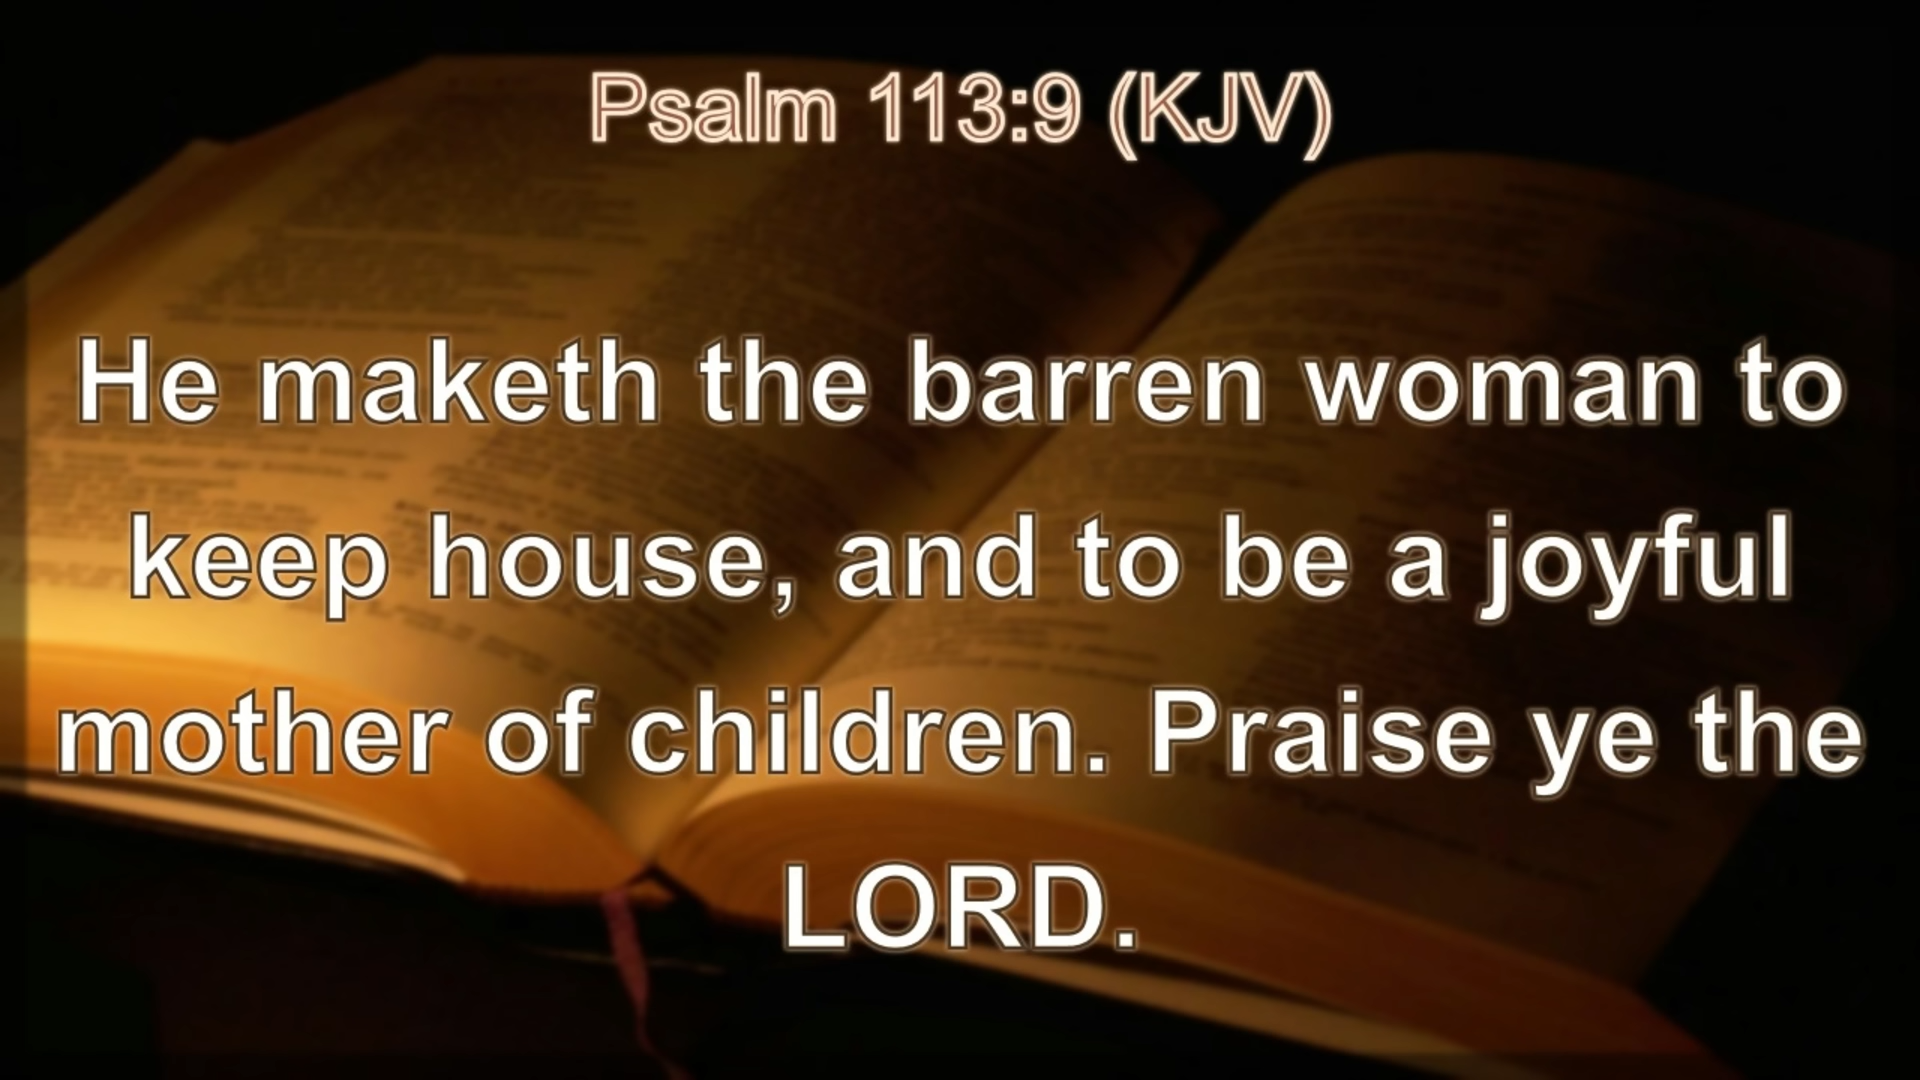 Psalm 113:9 (KJV)
He maketh the barren woman to
keep house, and to be a joyful
mother of children. Praise ye the
LORD.